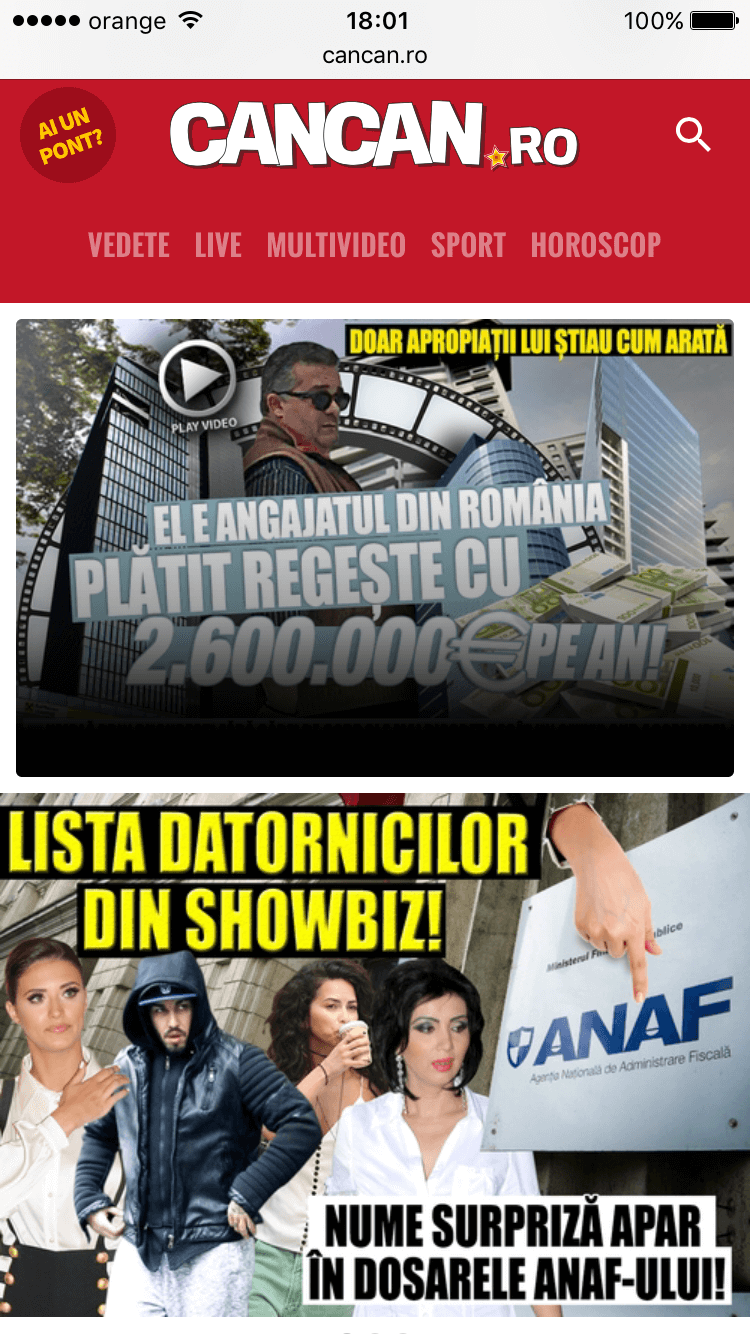 orange 18:01 100%
cancan.ro
AI UN
PONT?
CANCAN.RO
VEDETE LIVE MULTIVIDEO SPORT HOROSCOP
DOAR APROPIAȚII LUI ȘTIAU CUM ARATĂ
PLAY VIDEO
EL E ANGAJATUL DIN ROMÂNIA
PLĂTIT REGEȘTE CU
2.600.000€ PE AN!
LISTA DATORNICILOR
DIN SHOWBIZ!
Ministerul
ANAF
Agenția Națională de Administrare Fiscală
NUME SURPRIZĂ APAR
ÎN DOSARELE ANAF-ULUI!